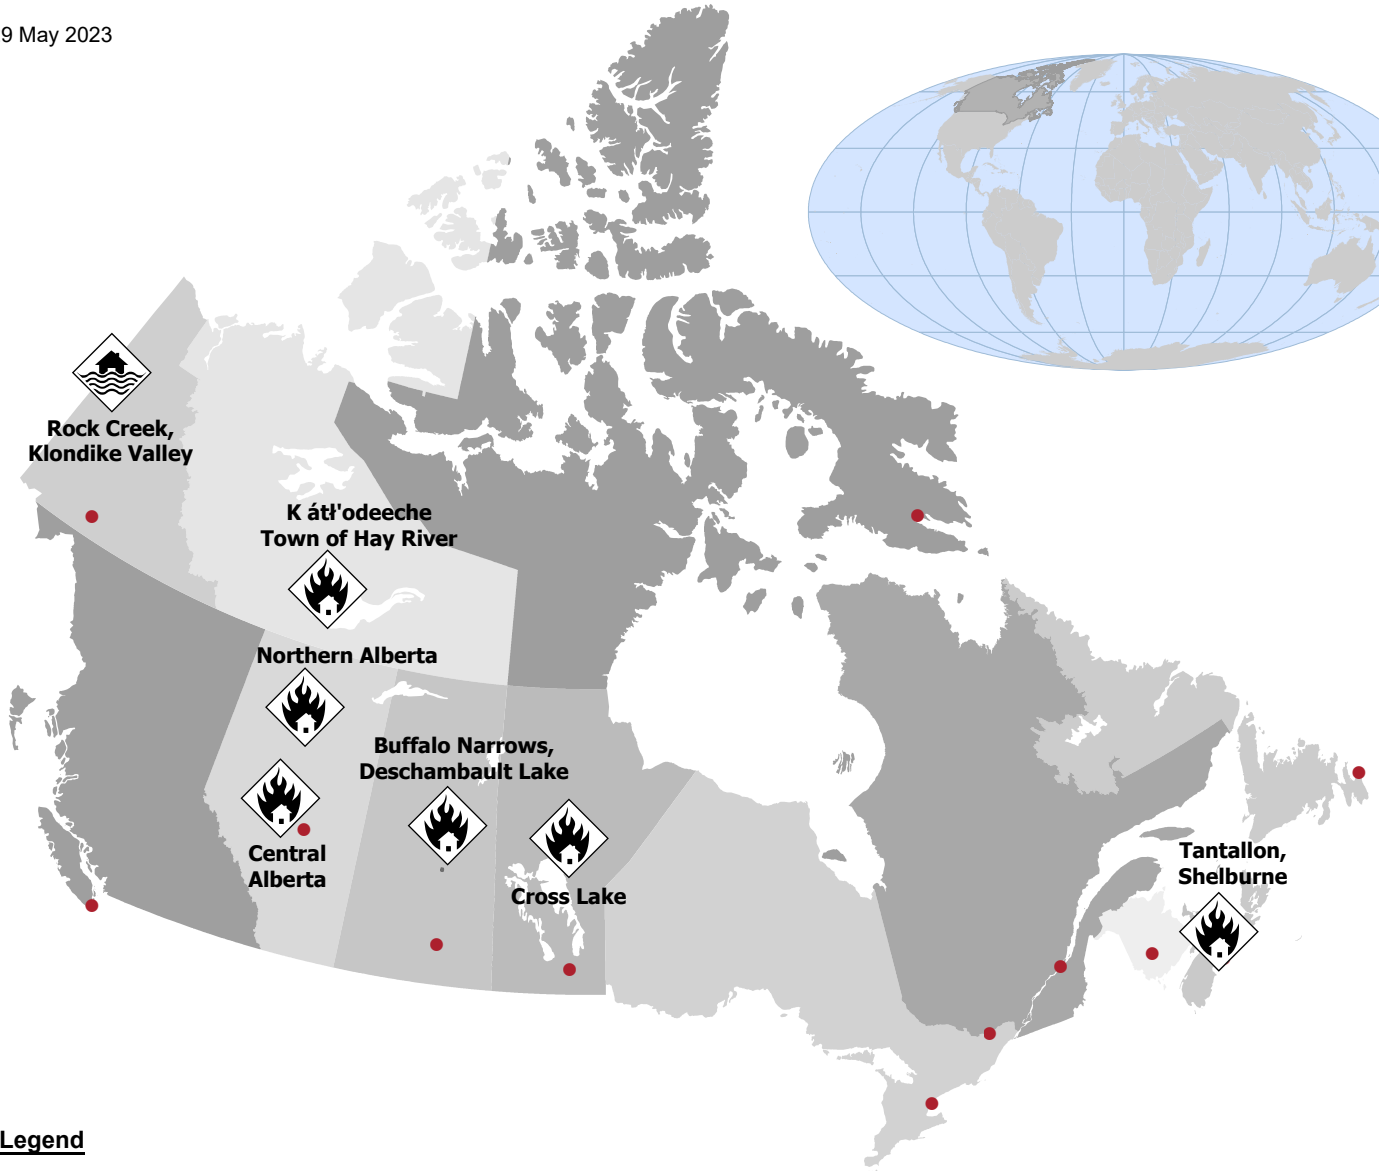 9 May 2023
Rock Creek,
Klondike Valley
K átł'odeeche
Town of Hay River
Northern Alberta
Buffalo Narrows,
Deschambault Lake
Central
Alberta
Cross Lake
Tantallon,
Shelburne
Legend